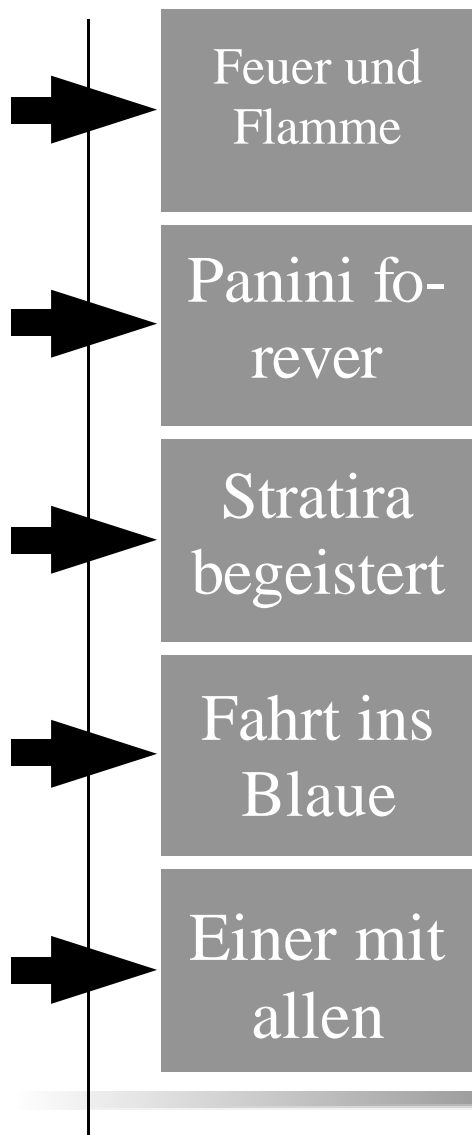 Feuer und
Flamme
Panini fo-
rever
Stratira
begeistert
Fahrt ins
Blaue
Einer mit
allen